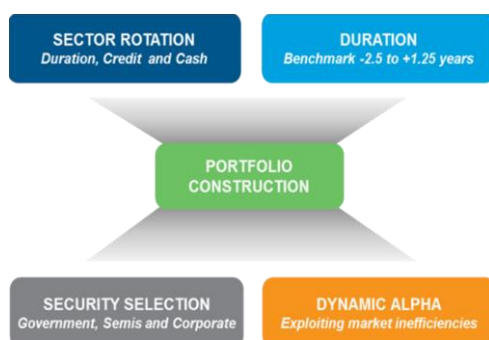 SECTOR ROTATION
Duration, Credit and Cash
DURATION
Benchmark -2.5 to +1.25 years
PORTFOLIO
CONSTRUCTION
SECURITY SELECTION
Government, Semis and Corporate
DYNAMIC ALPHA
Exploiting market inefficiencies